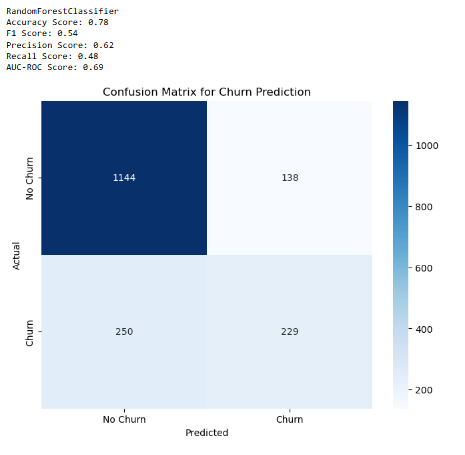 RandomForestClassifier
Accuracy Score: 0.78
F1 Score: 0.54
Precision Score: 0.62
Recall Score: 0.48
AUC-ROC Score: 0.69
Confusion Matrix for Churn Prediction
No Churn
1144
138
1000
800
Actual
600
400
Churn
250
229
200
No Churn
Churn
Predicted